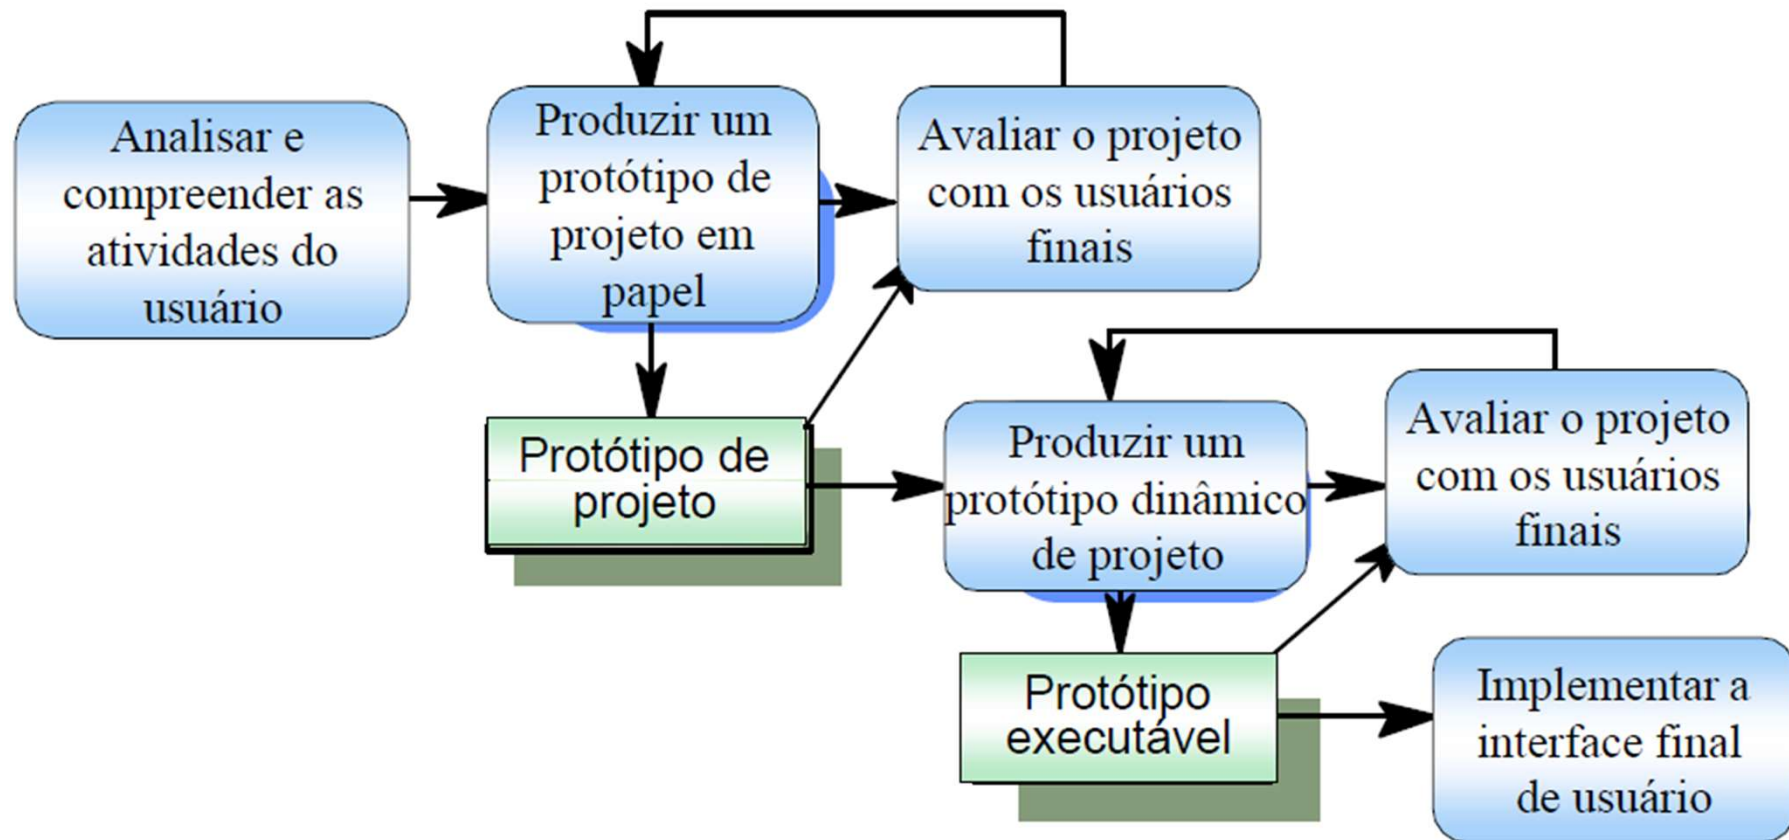 Analisar e
compreender as
atividades do
usuário
Produzir um
protótipo de
projeto em
papel
Avaliar o projeto
com os usuários
finais
Protótipo de
projeto
Produzir um
protótipo dinâmico
de projeto
Avaliar o projeto
com os usuários
finais
Protótipo
executável
Implementar a
interface final
de usuário